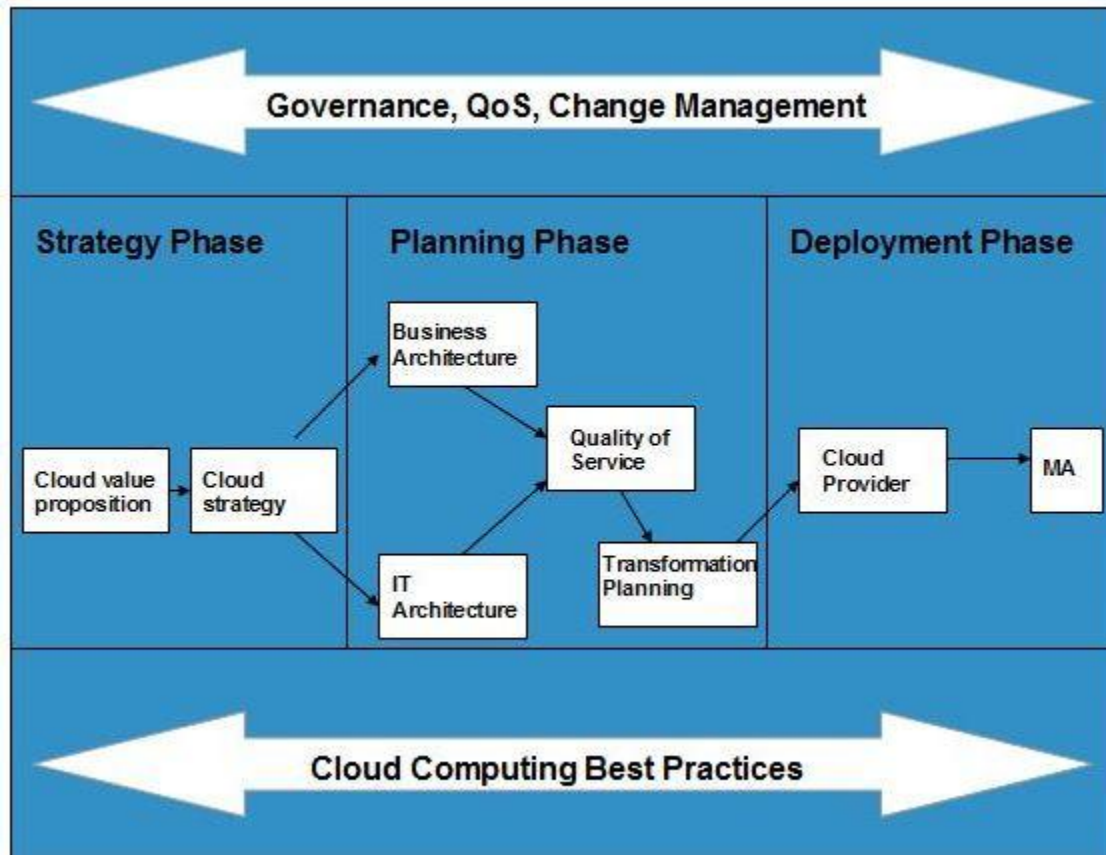 Governance, QoS, Change Management
Strategy Phase
Planning Phase
Deployment Phase
Cloud value
proposition
Cloud
strategy
Business
Architecture
IT
Architecture
Quality of
Service
Transformation
Planning
Cloud
Provider
MA
Cloud Computing Best Practices